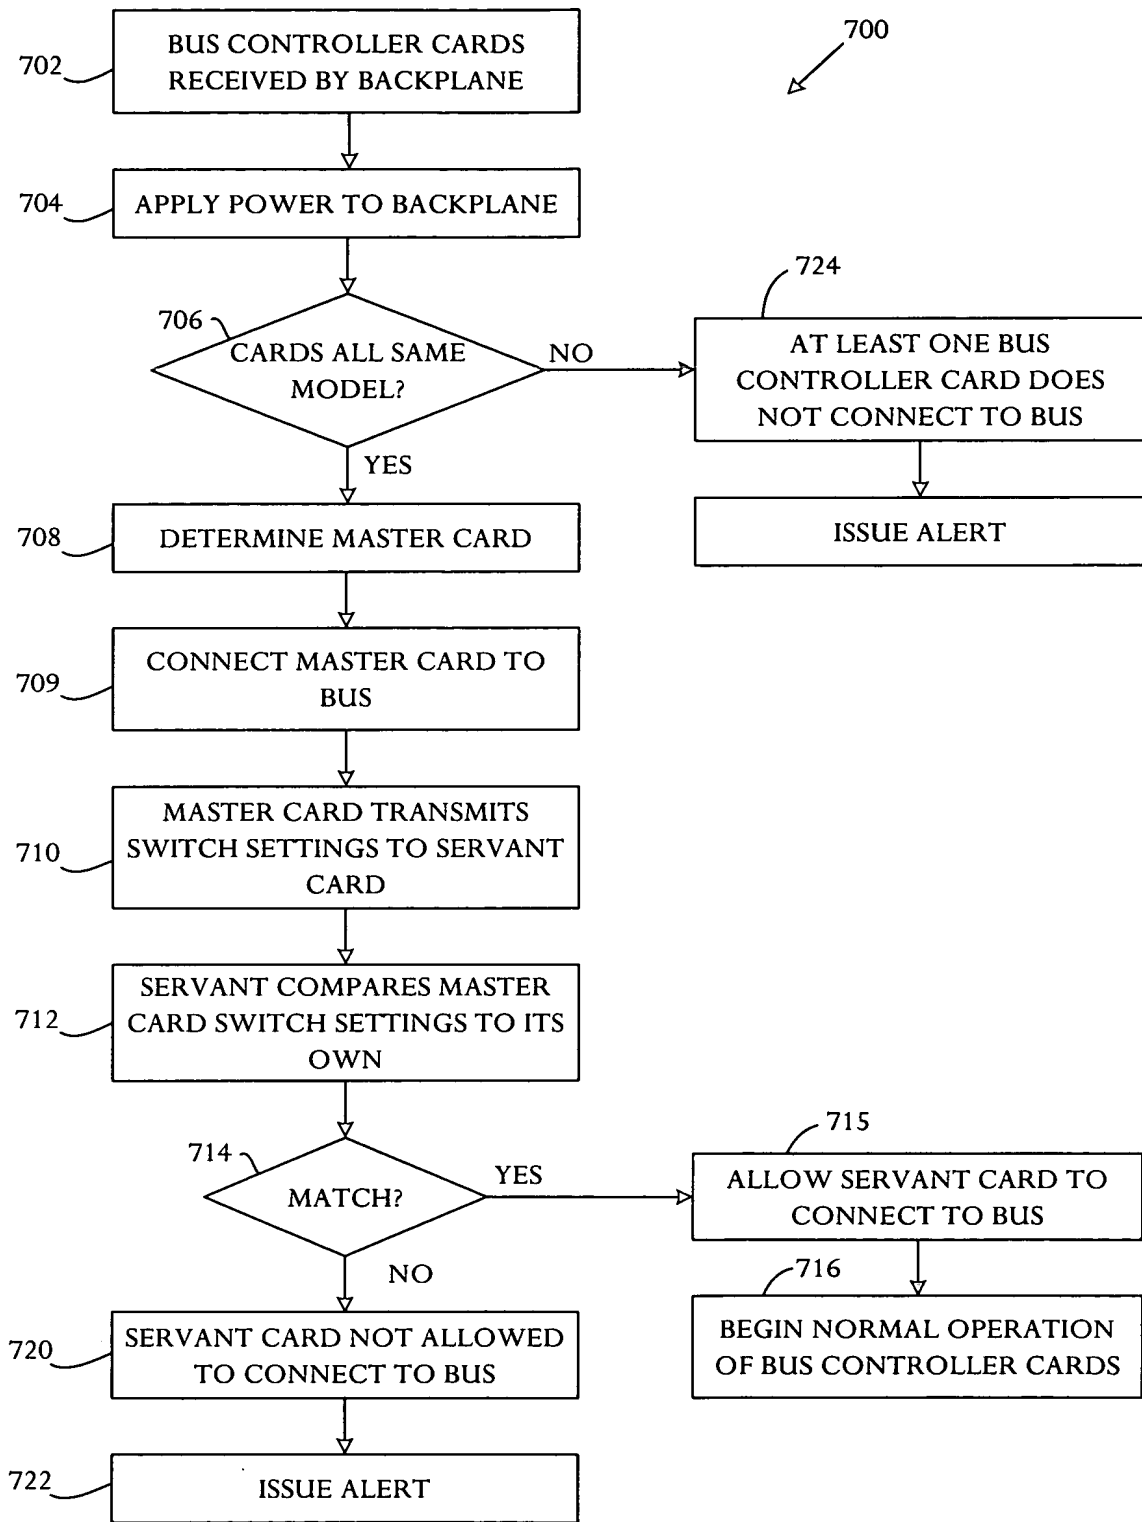 700
702
BUS CONTROLLER CARDS
RECEIVED BY BACKPLANE
704
APPLY POWER TO BACKPLANE
706
CARDS ALL SAME
MODEL?
NO
YES
724
AT LEAST ONE BUS
CONTROLLER CARD DOES
NOT CONNECT TO BUS
ISSUE ALERT
708
DETERMINE MASTER CARD
709
CONNECT MASTER CARD TO
BUS
710
MASTER CARD TRANSMITS
SWITCH SETTINGS TO SERVANT
CARD
712
SERVANT COMPARES MASTER
CARD SWITCH SETTINGS TO ITS
OWN
714
MATCH?
YES
NO
715
ALLOW SERVANT CARD TO
CONNECT TO BUS
716
BEGIN NORMAL OPERATION
OF BUS CONTROLLER CARDS
720
SERVANT CARD NOT ALLOWED
TO CONNECT TO BUS
722
ISSUE ALERT